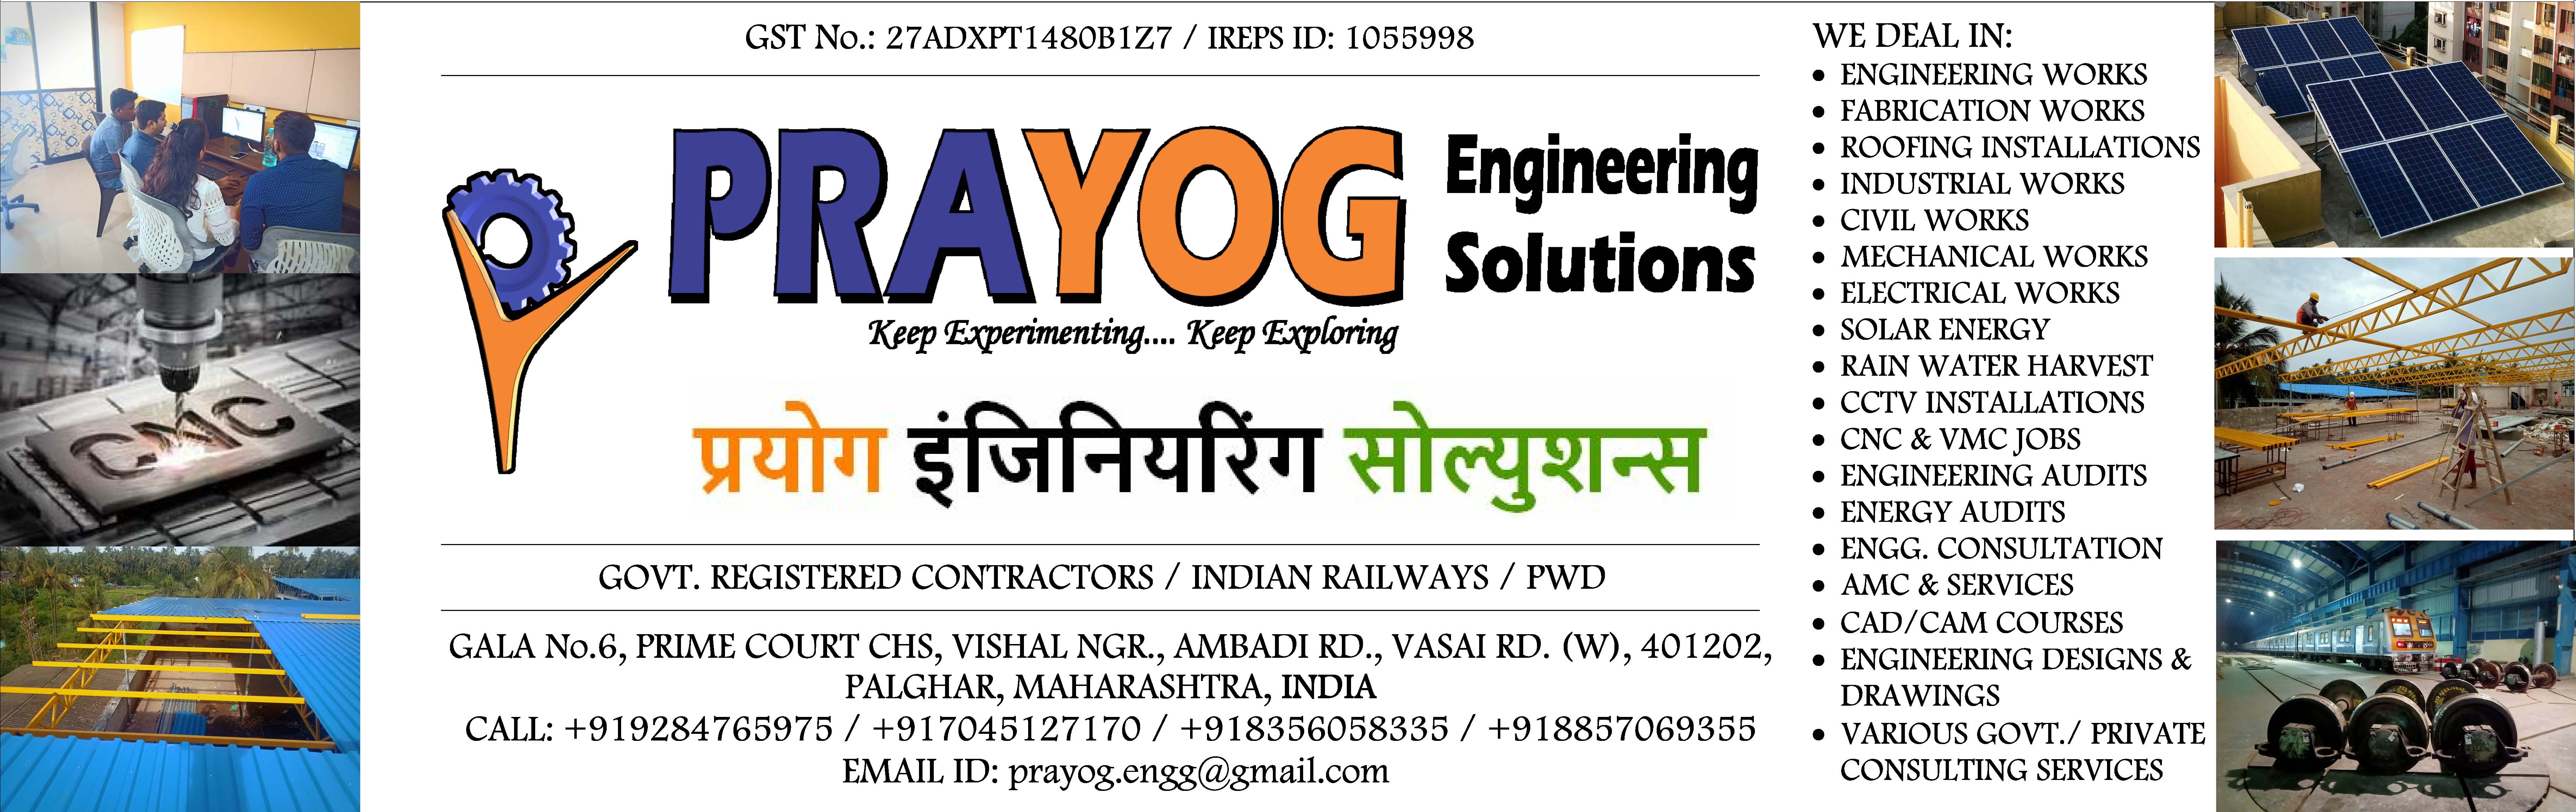 GST No.: 27ADXPT1480B1Z7 / IREPS ID: 1055998
PRAYOG Engineering Solutions
Keep Experimenting.... Keep Exploring
प्रयोग इंजिनियरिंग सोल्युशन्स
GOVT. REGISTERED CONTRACTORS / INDIAN RAILWAYS / PWD
GALA No.6, PRIME COURT CHS, VISHAL NGR., AMBADI RD., VASAI RD. (W), 401202,
PALGHAR, MAHARASHTRA, INDIA
CALL: +919284765975 / +917045127170 / +918356058335 / +918857069355
EMAIL ID: prayog.engg@gmail.com
WE DEAL IN:
• ENGINEERING WORKS
• FABRICATION WORKS
• ROOFING INSTALLATIONS
• INDUSTRIAL WORKS
• CIVIL WORKS
• MECHANICAL WORKS
• ELECTRICAL WORKS
• SOLAR ENERGY
• RAIN WATER HARVEST
• CCTV INSTALLATIONS
• CNC & VMC JOBS
• ENGINEERING AUDITS
• ENERGY AUDITS
• ENGG. CONSULTATION
• AMC & SERVICES
• CAD/CAM COURSES
• ENGINEERING DESIGNS &
DRAWINGS
• VARIOUS GOVT./ PRIVATE
CONSULTING SERVICES
CNC